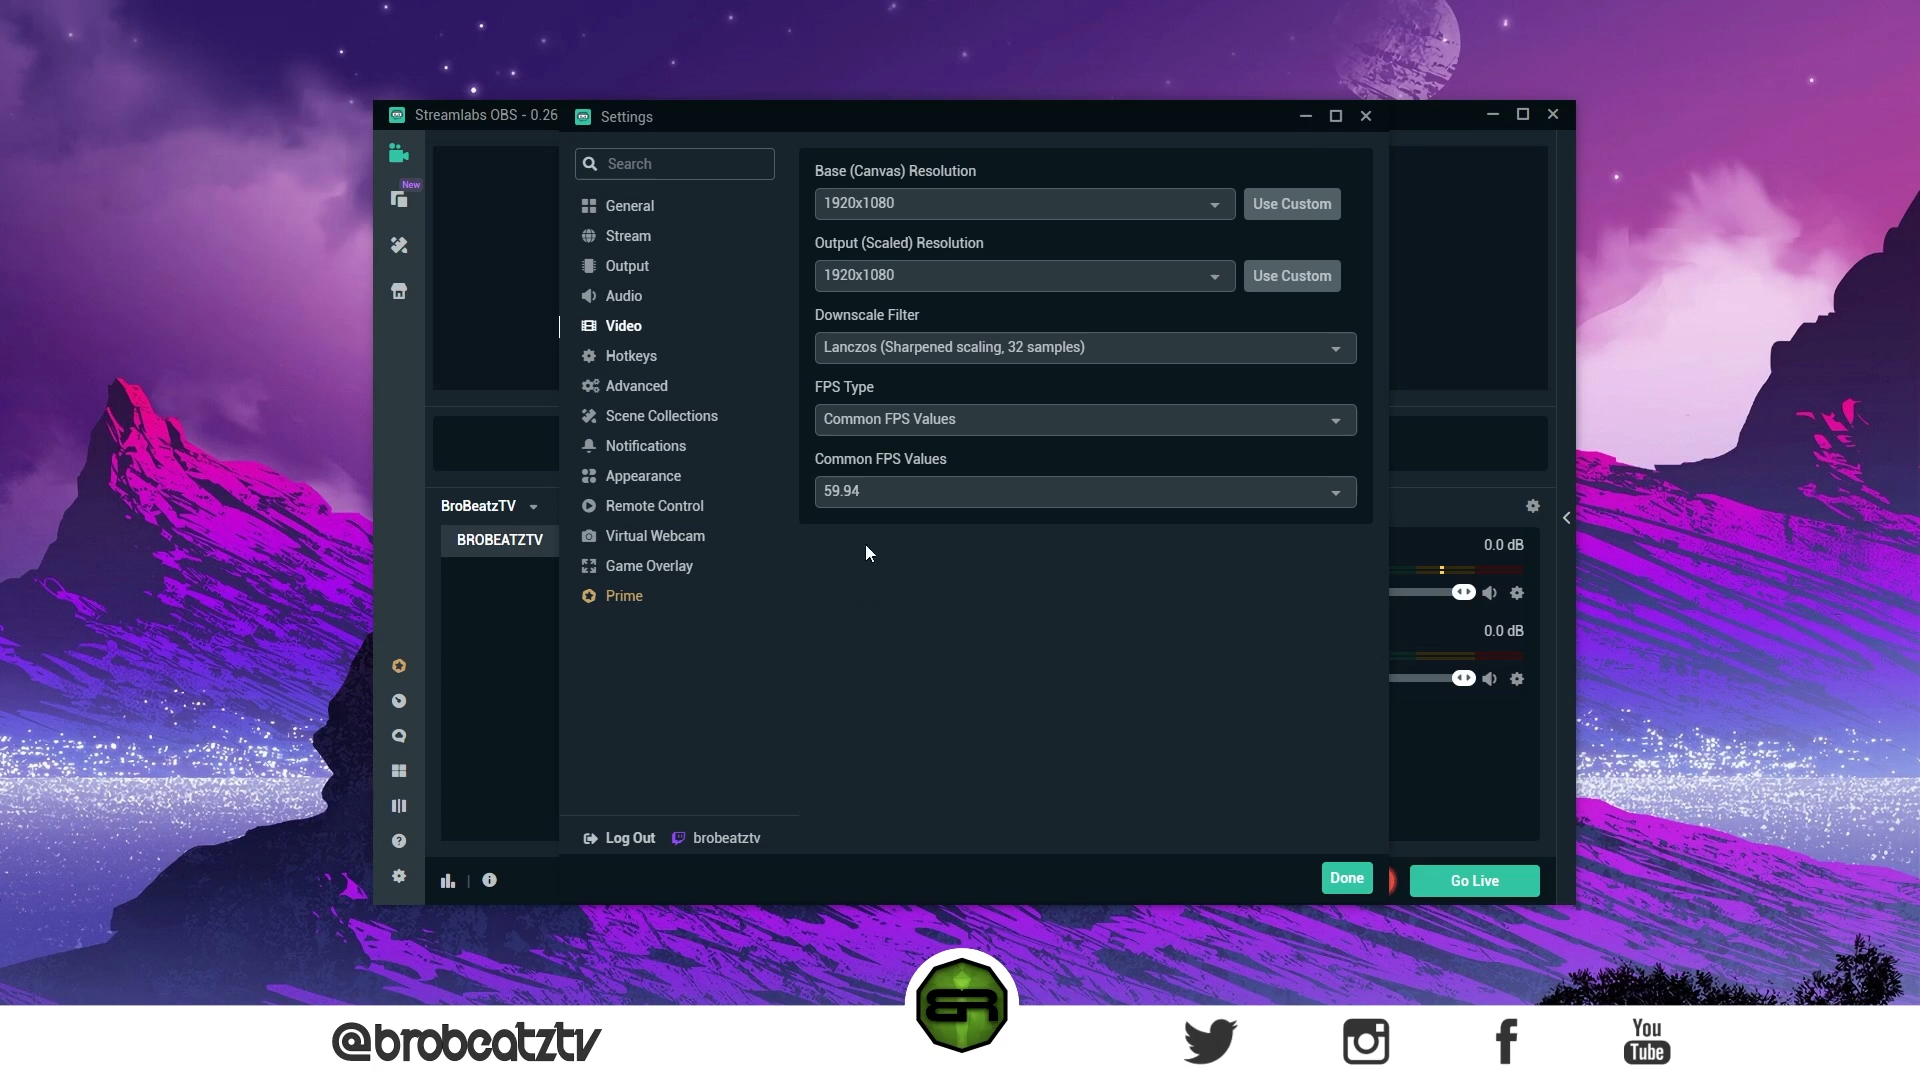 Streamlabs OBS - 0.26
Settings
New
Search
General
Stream
Output
Audio
Video
Hotkeys
Advanced
Scene Collections
Notifications
Appearance
Remote Control
Virtual Webcam
Game Overlay
Prime
Log Out brobeatztv
Base (Canvas) Resolution
1920x1080 Use Custom
Output (Scaled) Resolution
1920x1080 Use Custom
Downscale Filter
Lanczos (Sharpened scaling, 32 samples)
FPS Type
Common FPS Values
Common FPS Values
59.94
BroBeatzTV
BROBEATZTV
0.0 dB
0.0 dB
Done
Go Live
@brobeatztv
BR
You
Tube